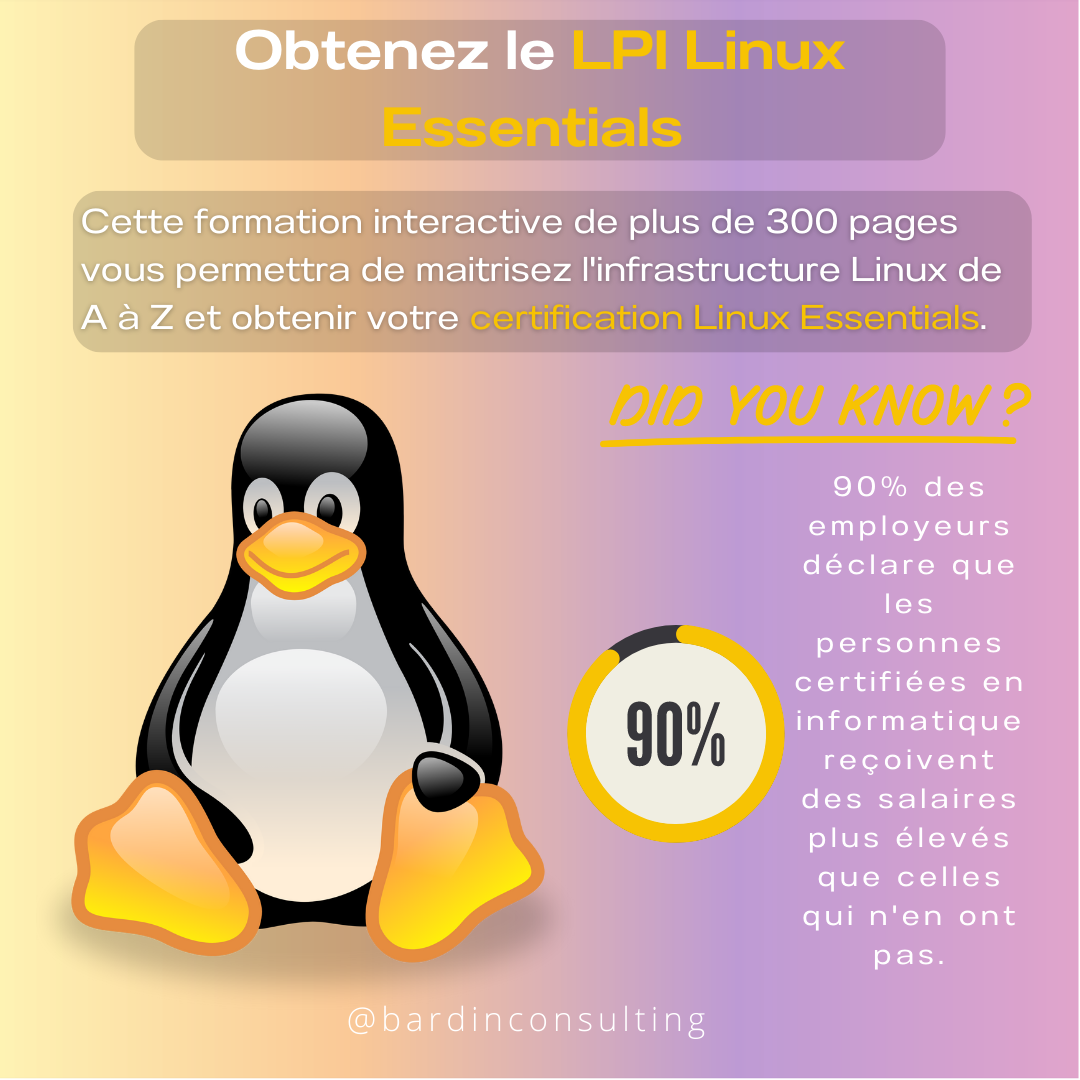 Obtenez le LPI Linux
Essentials
Cette formation interactive de plus de 300 pages
vous permettra de maitrisez l'infrastructure Linux de
A à Z et obtenir votre certification Linux Essentials.
DID YOU KNOW?
90%
90% des
employeurs
déclare que
les
personnes
certifiées en
informatique
reçoivent
des salaires
plus élevés
que celles
qui n'en ont
pas.
@bardinconsulting